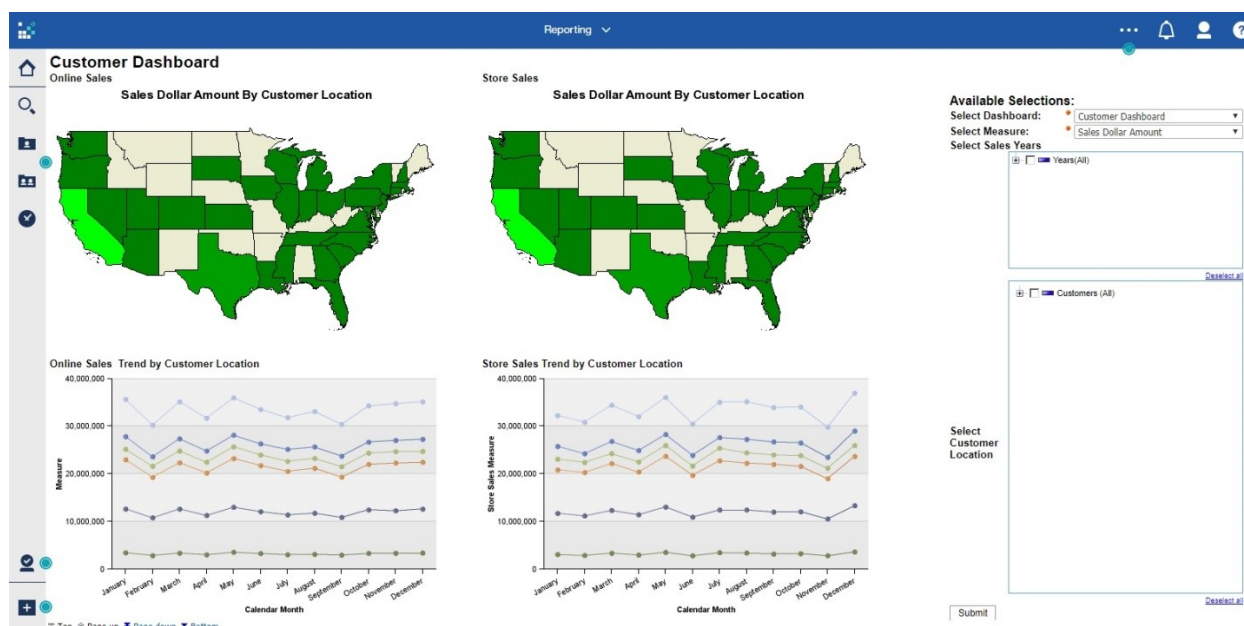 Reporting
?
Customer Dashboard
Online Sales
Sales Dollar Amount By Customer Location
Store Sales
Sales Dollar Amount By Customer Location
Available Selections:
Select Dashboard:
Customer Dashboard
Select Measure:
Sales Dollar Amount
Select Sales Years
Years(All)
Deselect all
Customers (All)
Select
Customer
Location
Deselect all
Submit
Online Sales Trend by Customer Location
40,000,000
30,000,000
20,000,000
10,000,000
0
Measure
January
February
March
April
May
June
July
August
September
October
November
December
Calendar Month
Store Sales Trend by Customer Location
40,000,000
30,000,000
20,000,000
10,000,000
0
Store Sales Measure
January
February
March
April
May
June
July
August
September
October
November
December
Calendar Month
Top Page up Page down Bottom